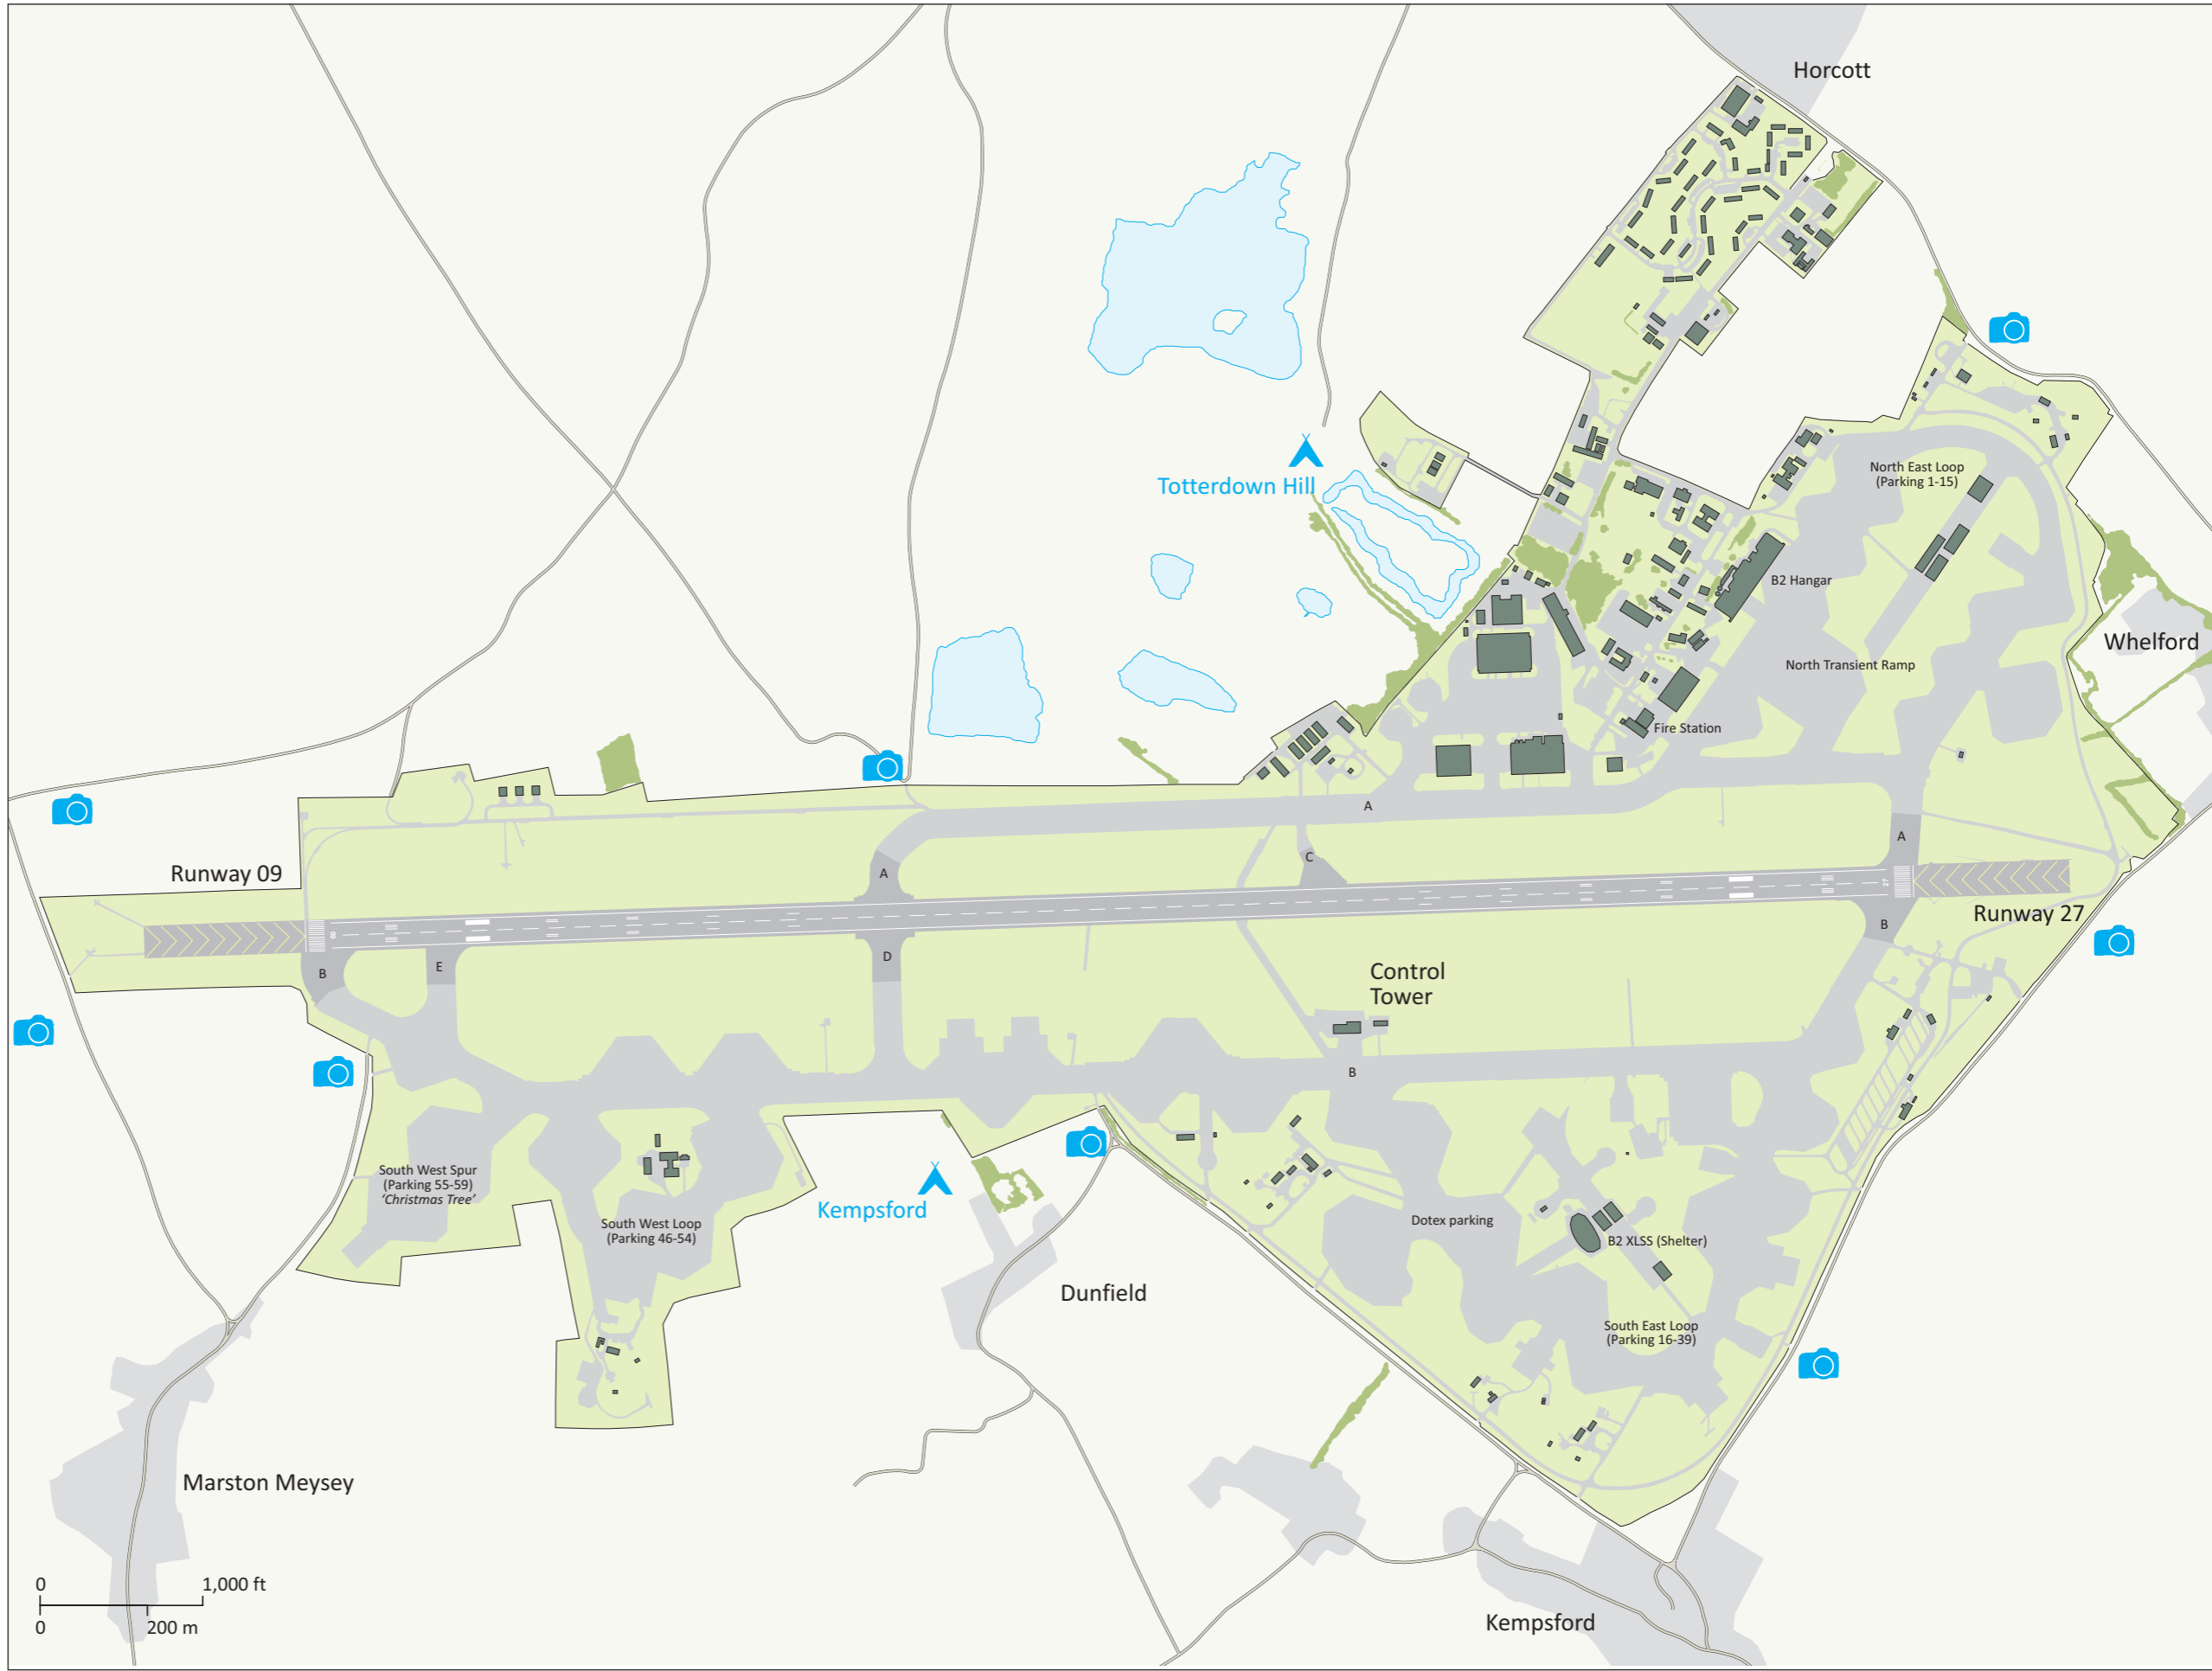 Horcott
North East Loop
(Parking 1-15)
Totterdown Hill
B2 Hangar
Whelford
North Transient Ramp
Fire Station
A
A
C
A
Runway 09
27
Runway 27
09
B
E
D
B
Control
Tower
B
South West Spur
(Parking 55-59)
‘Christmas Tree’
Kempsford
South West Loop
(Parking 46-54)
Dotex parking
B2 XLSS (Shelter)
Dunfield
South East Loop
(Parking 16-39)
Marston Meysey
0
1,000 ft
0
200 m
Kempsford